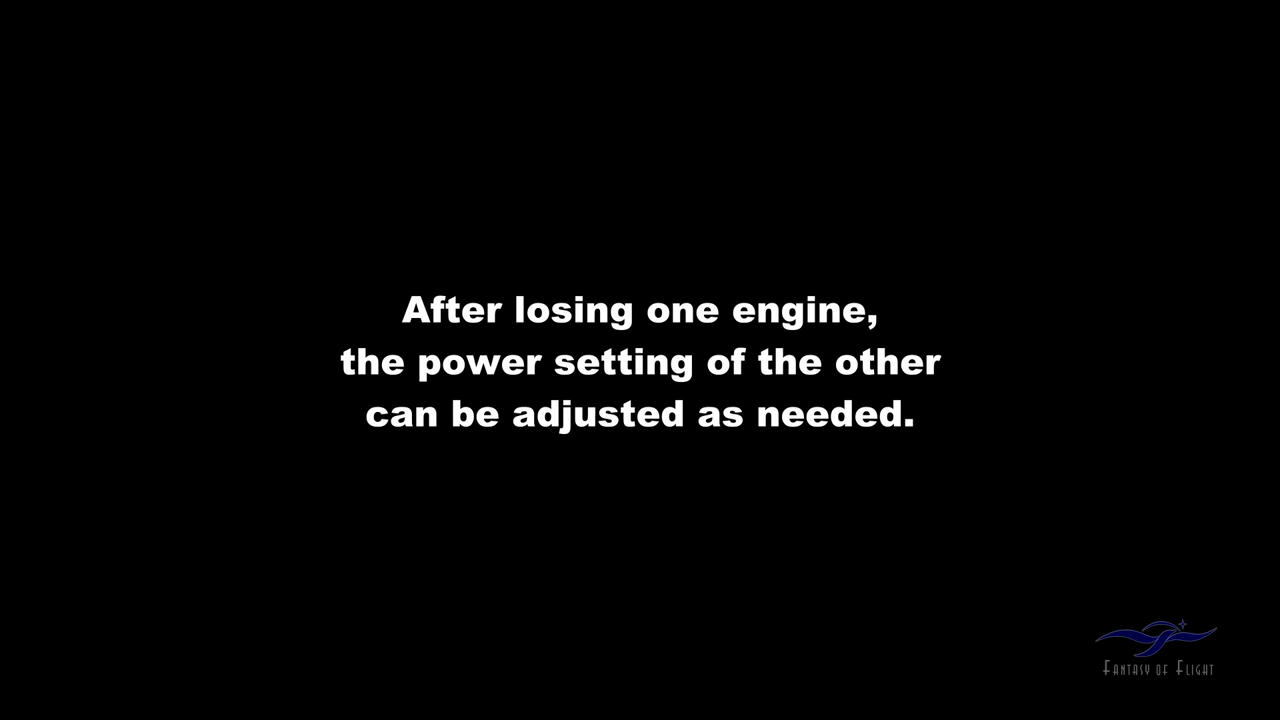 After losing one engine,
the power setting of the other
can be adjusted as needed.
Fantasy of Flight